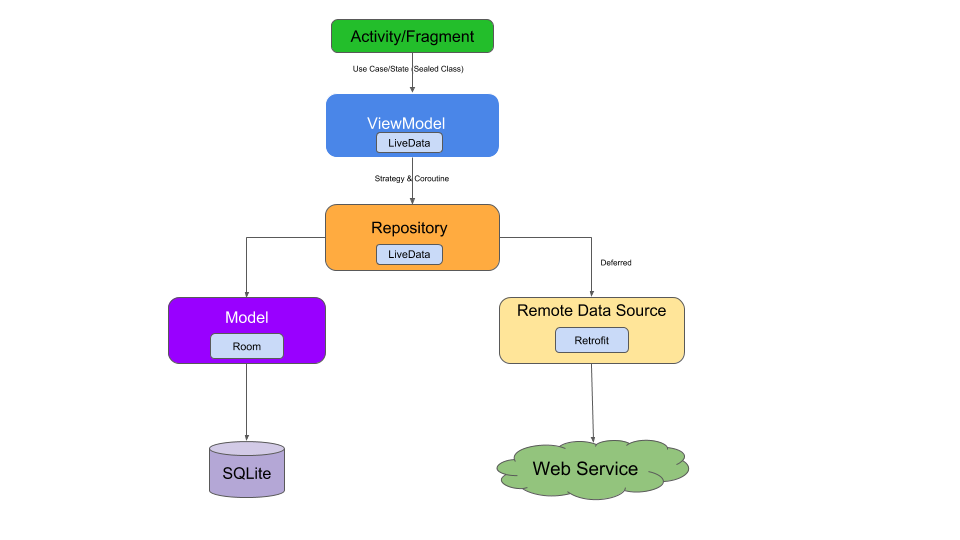 Activity/Fragment
Use Case/State (Sealed Class)
ViewModel
LiveData
Strategy & Coroutine
Repository
LiveData
Deferred
Model
Room
Remote Data Source
Retrofit
SQLite
Web Service